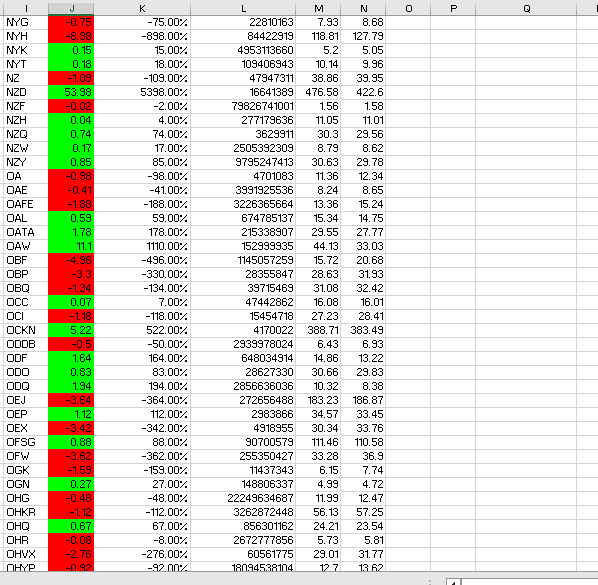 I J K L M N O P Q
NYG -0.75 -75.00% 22810163 7.93 8.68
NYH -8.98 -898.00% 84422919 118.81 127.79
NYK 0.15 15.00% 4953113660 5.2 5.05
NYT 0.18 18.00% 109406943 10.14 9.96
NZ -1.09 -109.00% 47947311 38.86 39.95
NZD 53.98 5398.00% 16641389 476.58 422.6
NZF -0.02 -2.00% 79826741001 1.56 1.58
NZH 0.04 4.00% 277179636 11.05 11.01
NZQ 0.74 74.00% 3629911 30.3 29.56
NZW 0.17 17.00% 2505392309 8.79 8.62
NZY 0.85 85.00% 9795247413 30.63 29.78
OA -0.98 -98.00% 4701083 11.36 12.34
OAE -0.41 -41.00% 3991925536 8.24 8.65
OAFE -1.88 -188.00% 3226365664 13.36 15.24
OAL 0.59 59.00% 674785137 15.34 14.75
OATA 1.78 178.00% 215338907 29.55 27.77
OAW 11.1 1110.00% 152999935 44.13 33.03
OBF -4.96 -496.00% 1145057259 15.72 20.68
OBP -3.3 -330.00% 28355847 28.63 31.93
OBQ -1.34 -134.00% 39715469 31.08 32.42
OCC 0.07 7.00% 47442862 16.08 16.01
OCI -1.18 -118.00% 15454718 27.23 28.41
OCKN 5.22 522.00% 4170022 388.71 383.49
ODDB -0.5 -50.00% 2939978024 6.43 6.93
ODF 1.64 164.00% 648034914 14.86 13.22
ODO 0.83 83.00% 28627330 30.66 29.83
ODQ 1.94 194.00% 2856636036 10.32 8.38
OEJ -3.64 -364.00% 272656488 183.23 186.87
OEP 1.12 112.00% 2983866 34.57 33.45
OEX -3.42 -342.00% 4918955 30.34 33.76
OFSG 0.88 88.00% 90700579 111.46 110.58
OFW -3.62 -362.00% 255350427 33.28 36.9
OGK -1.59 -159.00% 11437343 6.15 7.74
OGN 0.27 27.00% 148806337 4.99 4.72
OHG -0.48 -48.00% 22249634687 11.99 12.47
OHKR -1.12 -112.00% 3262872448 56.13 57.25
OHQ 0.67 67.00% 856301162 24.21 23.54
OHR -0.08 -8.00% 2672777856 5.73 5.81
OHVX -2.76 -276.00% 60561775 29.01 31.77
OHYP -0.92 -92.00% 18094538104 12.7 13.62